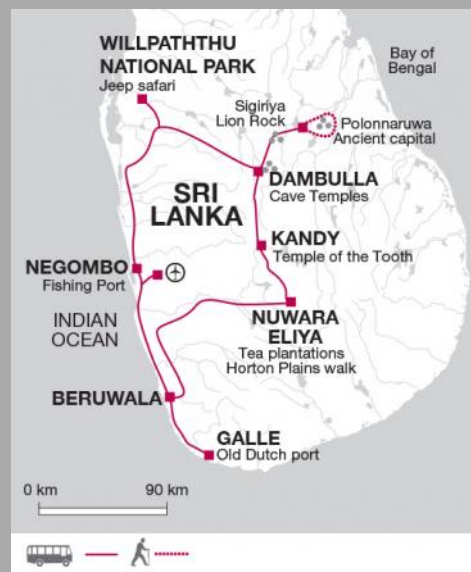 WILLPATHTHU
NATIONAL PARK
Jeep safari
Bay of
Bengal
Sigiriya
Lion Rock
Polonnaruwa
Ancient capital
SRI
LANKA
DAMBULLA
Cave Temples
KANDY
Temple of the Tooth
NEGOMBO
Fishing Port
INDIAN
OCEAN
NUWARA
ELIYA
Tea plantations
Horton Plains walk
BERUWALA
GALLE
Old Dutch port
0 km 90 km